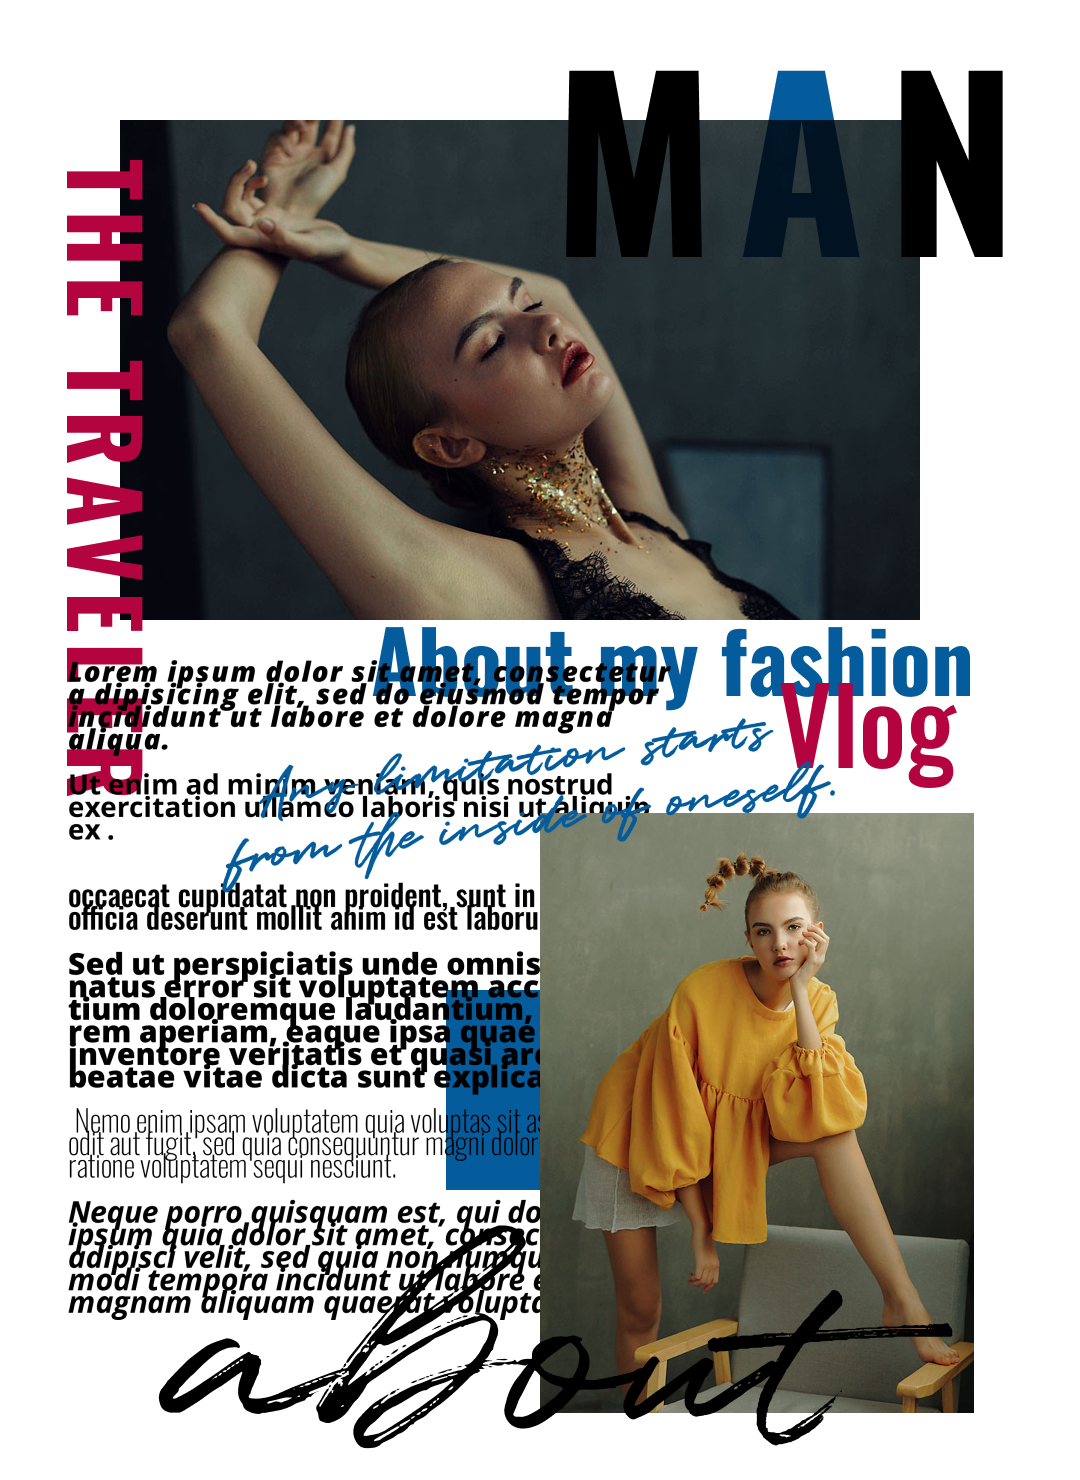 MAN
THE TRAVELER
About my fashion
Vlog
Lorem ipsum dolor sit amet, consectetur
a dipisicing elit, sed do eiusmod tempor
incididunt ut labore et dolore magna
aliqua.
Any limitation starts
from the inside of oneself.
Ut enim ad minim veniam, quis nostrud
exercitation ullamco laboris nisi ut aliquip
ex .
occaecat cupidatat non proident, sunt in
officia deserunt mollit anim id est laboru
Sed ut perspiciatis unde omnis
natus error sit voluptatem acc
tium doloremque laudantium,
rem aperiam, eaque ipsa quae
inventore veritatis et quasi arc
beatae vitae dicta sunt explica
Nemo enim ipsam voluptatem quia voluptas sit as
odit aut fugit, sed quia consequuntur magni dolor
ratione voluptatem sequi nesciunt.
Neque porro quisquam est, qui do
ipsum quia dolor sit amet, consec
adipisci velit, sed quia non numqu
modi tempora incidunt ut labore e
magnam aliquam quaerat volupta
about